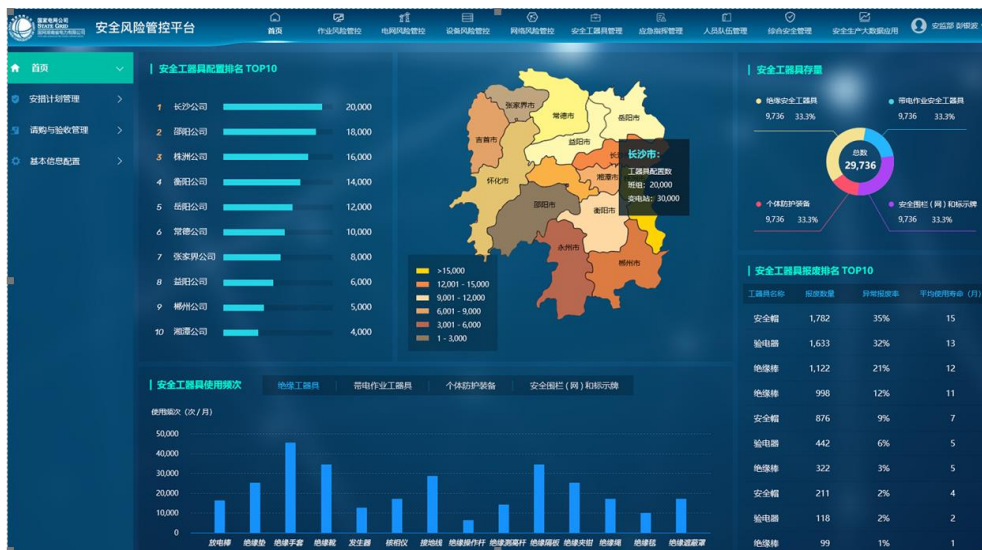 国家电网公司
STATE GRID
安全风险管控平台
首页
作业风险管控
电网风险管控
设备风险管控
网络风险管控
安全工器具管理
应急指挥管理
人员队伍管理
综合安全管理
安全生产大数据应用
安监部 彭银波
首页
安措计划管理
请购与验收管理
基本信息配置
安全工器具配置排名 TOP10
1 长沙公司 20,000
2 邵阳公司 18,000
3 株洲公司 16,000
4 衡阳公司 14,000
5 岳阳公司 12,000
6 常德公司 10,000
7 张家界公司 8,000
8 益阳公司 6,000
9 郴州公司 5,000
10 湘潭公司 4,000
张家界市
常德市
岳阳市
吉首市
益阳市
长
怀化市
湘潭市
邵阳市
衡阳市
永州市
郴州市
长沙市：
工器具配置数
班组：20,000
变电站：30,000
>15,000
12,001 - 15,000
9,001 - 12,000
6,001 - 9,000
3,001 - 6,000
1 - 3,000
安全工器具存量
绝缘安全工器具
9,736 33.3%
带电作业安全工器具
9,736 33.3%
总数
29,736
个体防护装备
9,736 33.3%
安全围栏（网）和标示牌
9,736 33.3%
安全工器具报废排名 TOP10
工器具名称 报废数量 异常报废率 平均使用寿命（月）
安全帽 1,782 35% 15
验电器 1,633 32% 13
绝缘棒 1,122 21% 12
绝缘棒 998 12% 11
安全帽 876 9% 7
验电器 442 6% 5
绝缘棒 322 3% 5
安全帽 211 2% 4
验电器 118 2% 2
绝缘棒 99 1% 1
安全工器具使用频次
绝缘工器具
带电作业工器具
个体防护装备
安全围栏（网）和标示牌
使用频次（次 / 月）
50,000
40,000
30,000
20,000
10,000
0
放电棒 绝缘垫 绝缘手套 绝缘靴 发生器 核相仪 接地线 绝缘操作杆 绝缘测高杆 绝缘隔板 绝缘夹钳 绝缘绳 绝缘毯 绝缘遮蔽罩